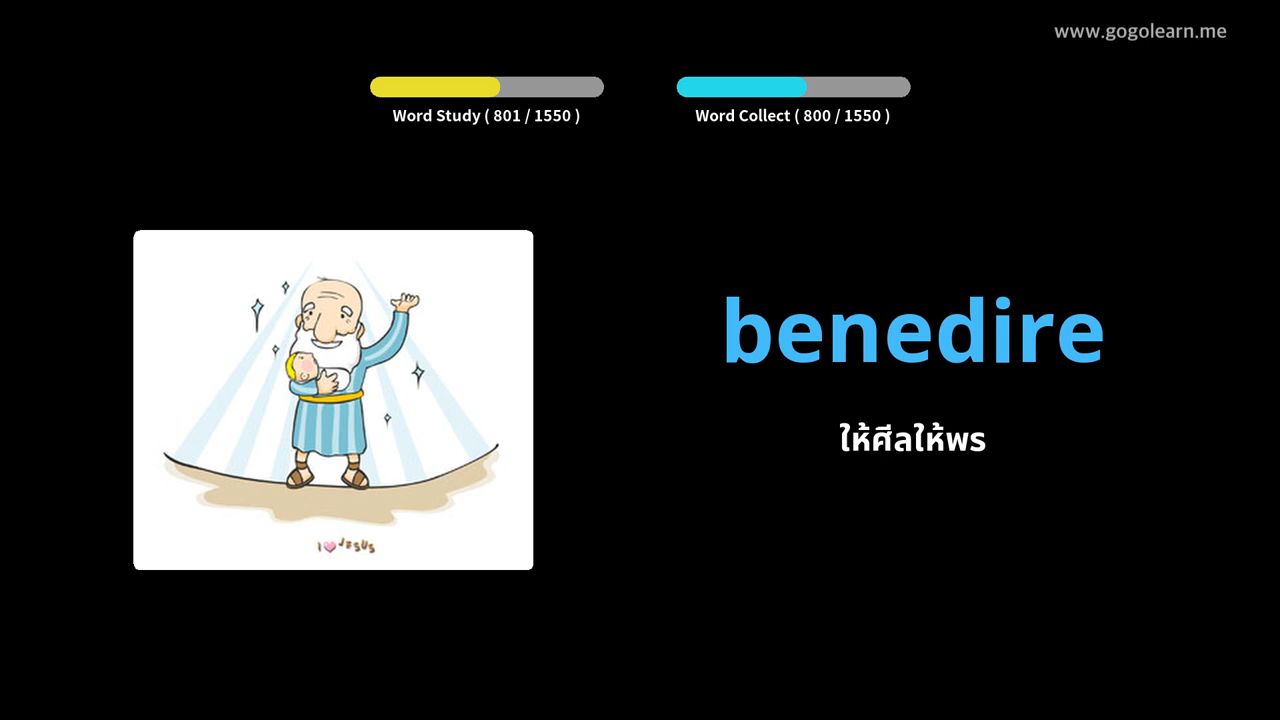 www.gogolearn.me
Word Study ( 801 / 1550 )
Word Collect ( 800 / 1550 )
benedire
ให้ศีลให้พร
I JESUS